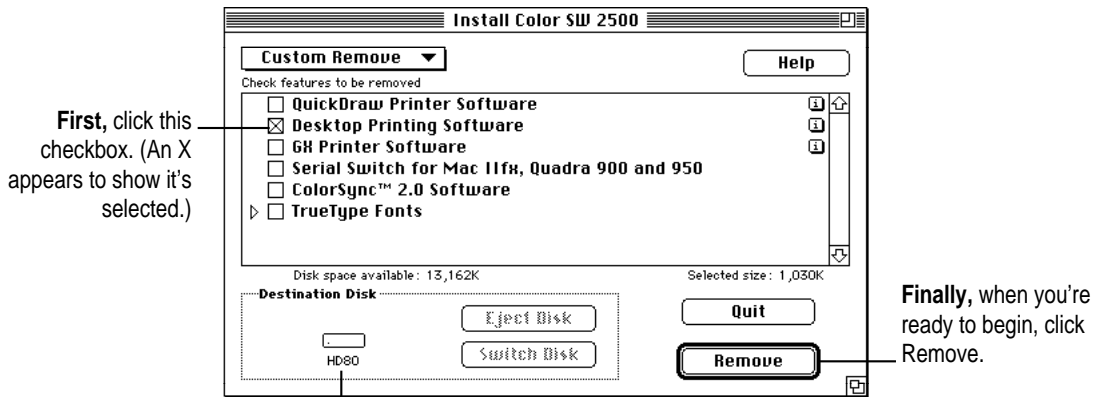 Install Color SW 2500
Custom Remove
Help
Check features to be removed
QuickDraw Printer Software
Desktop Printing Software
GX Printer Software
Serial Switch for Mac IIfx, Quadra 900 and 950
ColorSync™ 2.0 Software
TrueType Fonts
First, click this
checkbox. (An X
appears to show it's
selected.)
Disk space available: 13,162K
Selected size: 1,030K
Destination Disk
Eject Disk
Switch Disk
HD80
Quit
Remove
Finally, when you're
ready to begin, click
Remove.